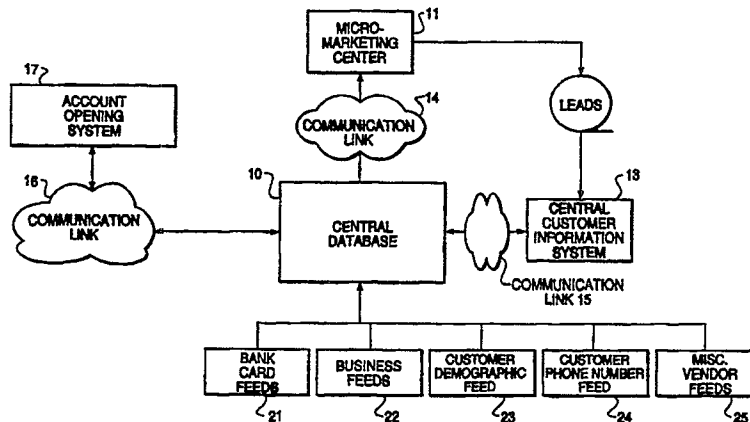 11
MICRO-
MARKETING
CENTER
17
ACCOUNT
OPENING
SYSTEM
14
COMMUNICATION
LINK
LEADS
16
COMMUNICATION
LINK
10
CENTRAL
DATABASE
13
CENTRAL
CUSTOMER
INFORMATION
SYSTEM
COMMUNICATION
LINK 15
BANK
CARD
FEEDS
BUSINESS
FEEDS
CUSTOMER
DEMOGRAPHIC
FEED
CUSTOMER
PHONE NUMBER
FEED
MISC.
VENDOR
FEEDS
21
22
23
24
25